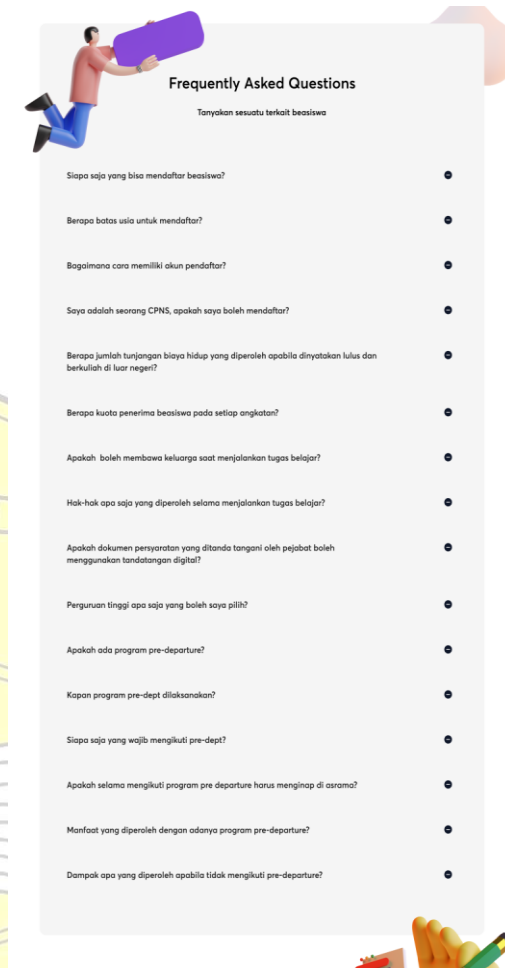 Frequently Asked Questions
Tanyakan sesuatu terkait beasiswa
Siapa saja yang bisa mendaftar beasiswa?
Berapa batas usia untuk mendaftar?
Bagaimana cara memiliki akun pendaftar?
Saya adalah seorang CPNS, apakah saya boleh mendaftar?
Berapa jumlah tunjangan biaya hidup yang diperoleh apabila dinyatakan lulus dan
berkuliah di luar negeri?
Berapa kuota penerima beasiswa pada setiap angkatan?
Apakah  boleh membawa keluarga saat menjalankan tugas belajar?
Hak-hak apa saja yang diperoleh selama menjalankan tugas belajar?
Apakah dokumen persyaratan yang ditanda tangani oleh pejabat boleh
menggunakan tandatangan digital?
Perguruan tinggi apa saja yang boleh saya pilih?
Apakah ada program pre-departure?
Kapan program pre-dept dilaksanakan?
Siapa saja yang wajib mengikuti pre-dept?
Apakah selama mengikuti program pre departure harus menginap di asrama?
Manfaat yang diperoleh dengan adanya program pre-departure?
Dampak apa yang diperoleh apabila tidak mengikuti pre-departure?